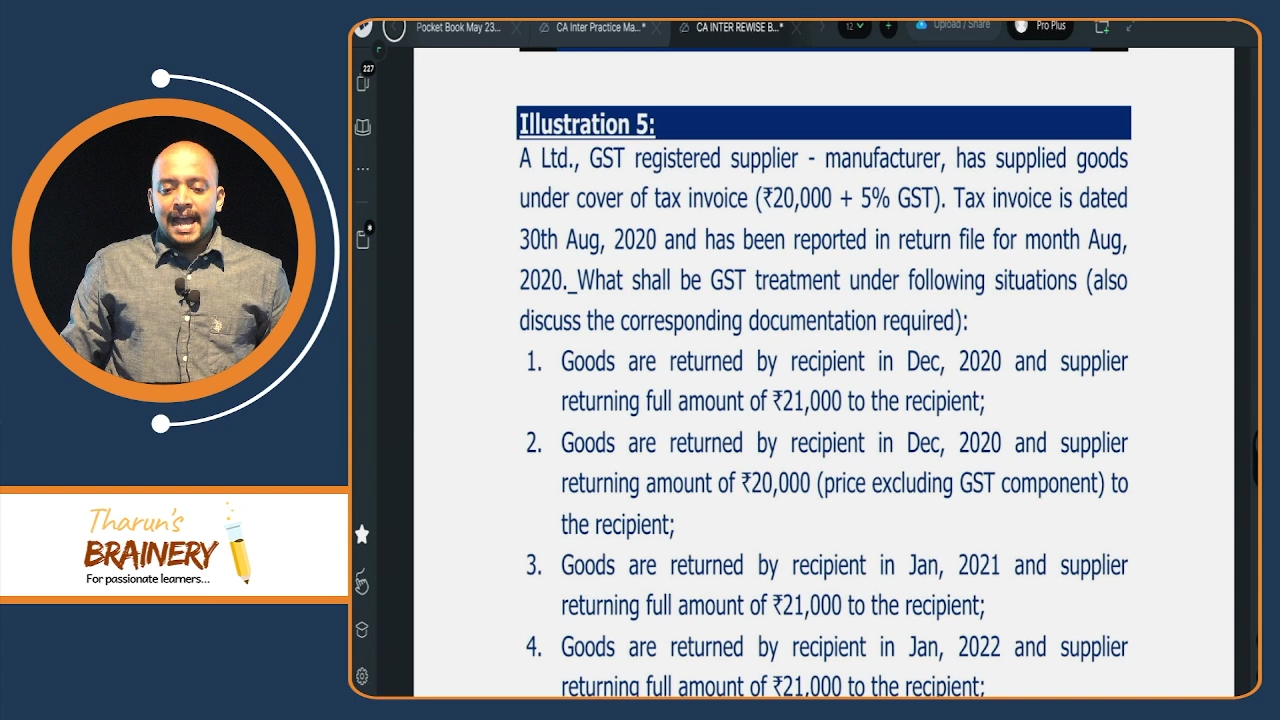 Pocket Book May 23...
CA Inter Practice Ma...*
CA INTER REWISE B...*
12
Upload / Share
Pro Plus
227
Illustration 5:
A Ltd., GST registered supplier - manufacturer, has supplied goods
under cover of tax invoice (₹20,000 + 5% GST). Tax invoice is dated
30th Aug, 2020 and has been reported in return file for month Aug,
2020._What shall be GST treatment under following situations (also
discuss the corresponding documentation required):
1. Goods are returned by recipient in Dec, 2020 and supplier
returning full amount of ₹21,000 to the recipient;
2. Goods are returned by recipient in Dec, 2020 and supplier
returning amount of ₹20,000 (price excluding GST component) to
the recipient;
3. Goods are returned by recipient in Jan, 2021 and supplier
returning full amount of ₹21,000 to the recipient;
4. Goods are returned by recipient in Jan, 2022 and supplier
returning full amount of ₹21,000 to the recipient;
Tharun's
BRAINERY
For passionate learners...